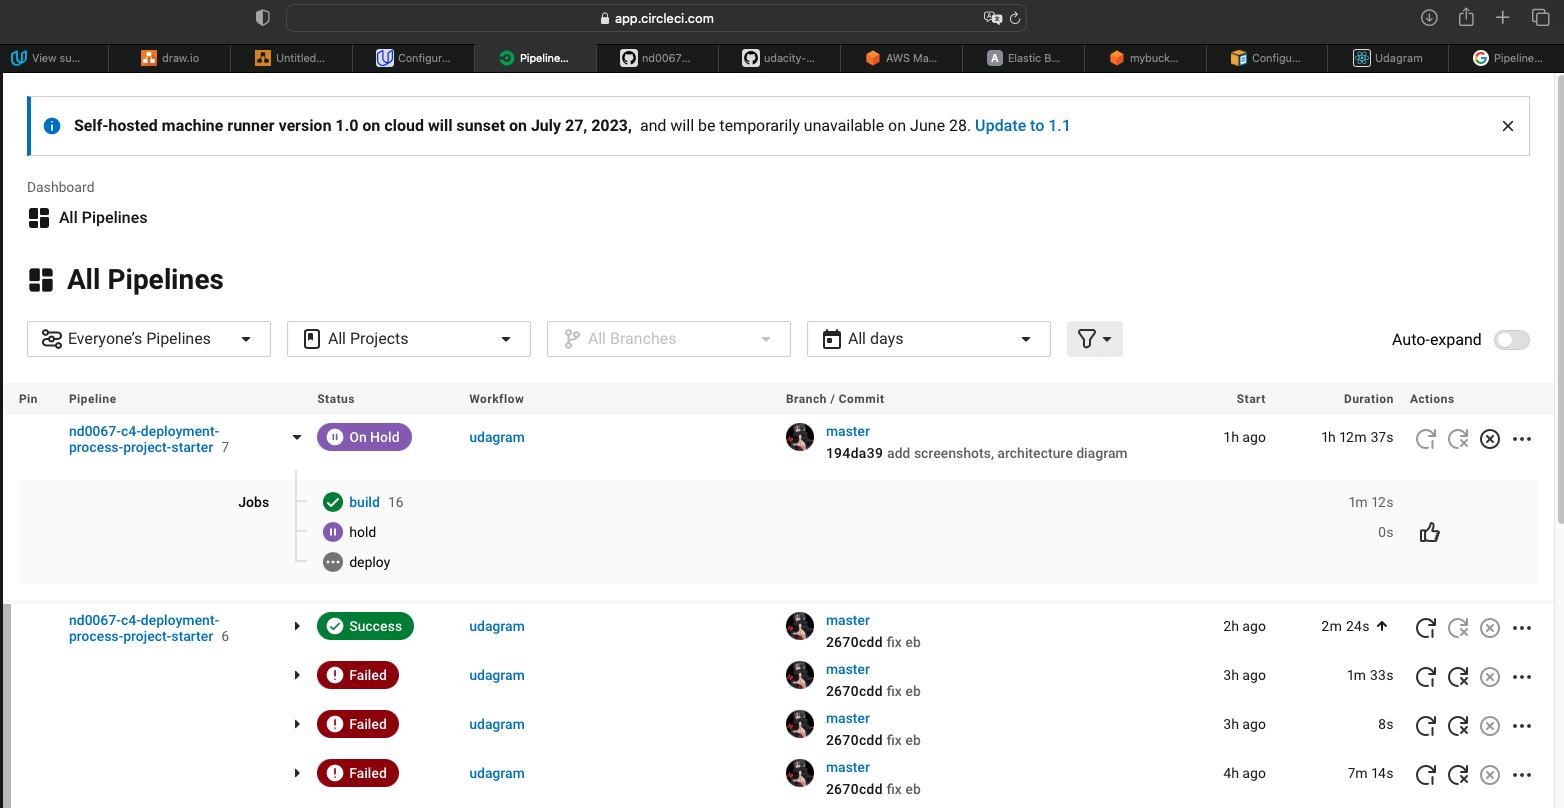 app.circleci.com
View su...
draw.io
Untitled...
Configur...
Pipeline...
nd0067...
udacity-...
AWS Ma...
A Elastic B...
mybuck...
Configu...
Udagram
Pipeline...
Self-hosted machine runner version 1.0 on cloud will sunset on July 27, 2023, and will be temporarily unavailable on June 28. Update to 1.1
Dashboard
All Pipelines
All Pipelines
Everyone’s Pipelines
All Projects
All Branches
All days
Auto-expand
Pin Pipeline Status Workflow Branch / Commit Start Duration Actions
nd0067-c4-deployment-
process-project-starter 7
On Hold
udagram
master
194da39 add screenshots, architecture diagram
1h ago
1h 12m 37s
Jobs
build 16
1m 12s
hold
0s
deploy
nd0067-c4-deployment-
process-project-starter 6
Success
udagram
master
2670cdd fix eb
2h ago
2m 24s
Failed
udagram
master
2670cdd fix eb
3h ago
1m 33s
Failed
udagram
master
2670cdd fix eb
3h ago
8s
Failed
udagram
master
2670cdd fix eb
4h ago
7m 14s